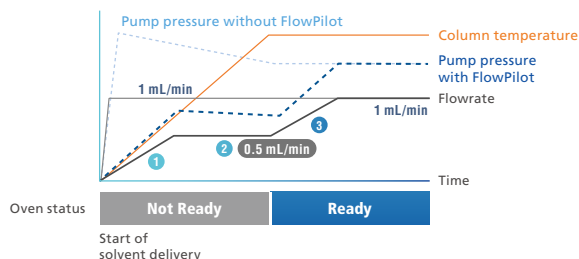 Pump pressure without FlowPilot
Column temperature
Pump pressure
with FlowPilot
1 mL/min
Flowrate
1 mL/min
3
1
2
0.5 mL/min
Time
Oven status
Not Ready
Ready
Start of
solvent delivery